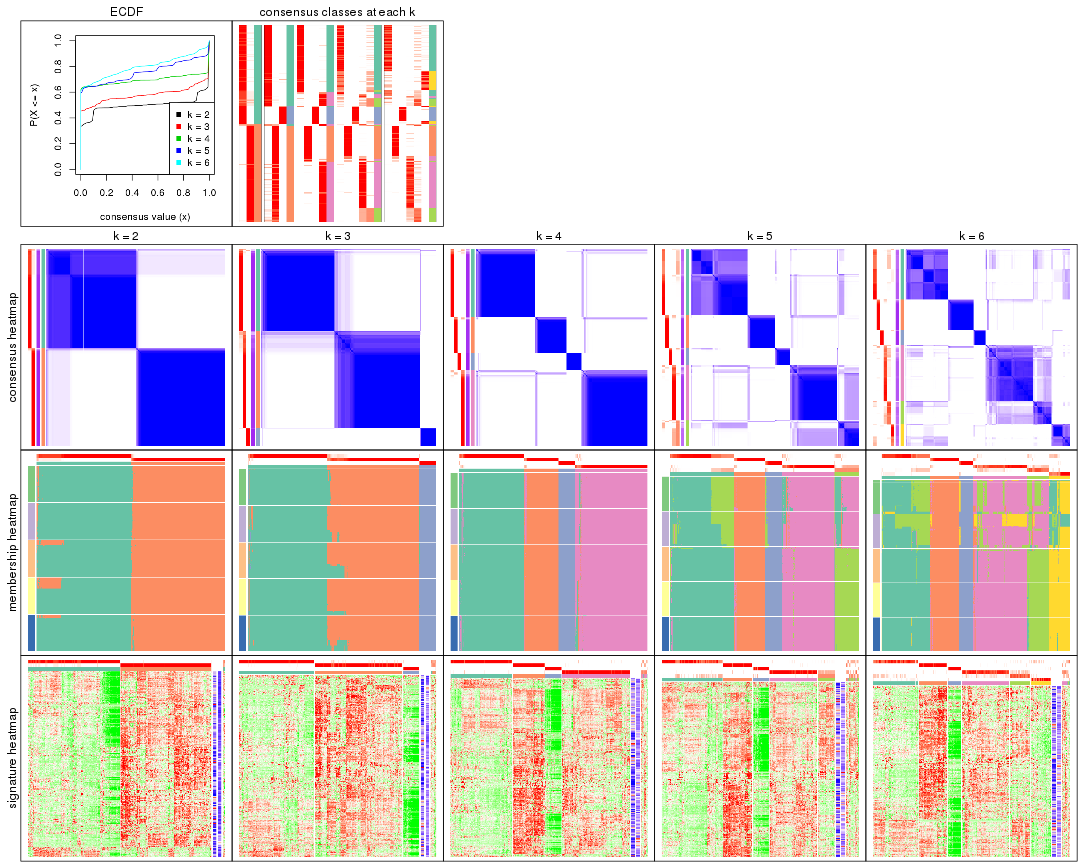 ECDF
consensus classes at each k
P(X <= x)
0.0 0.2 0.4 0.6 0.8 1.0
k = 2
k = 3
k = 4
k = 5
k = 6
0.0 0.2 0.4 0.6 0.8 1.0
consensus value (x)
k = 2 k = 3 k = 4 k = 5 k = 6
consensus heatmap
membership heatmap
signature heatmap